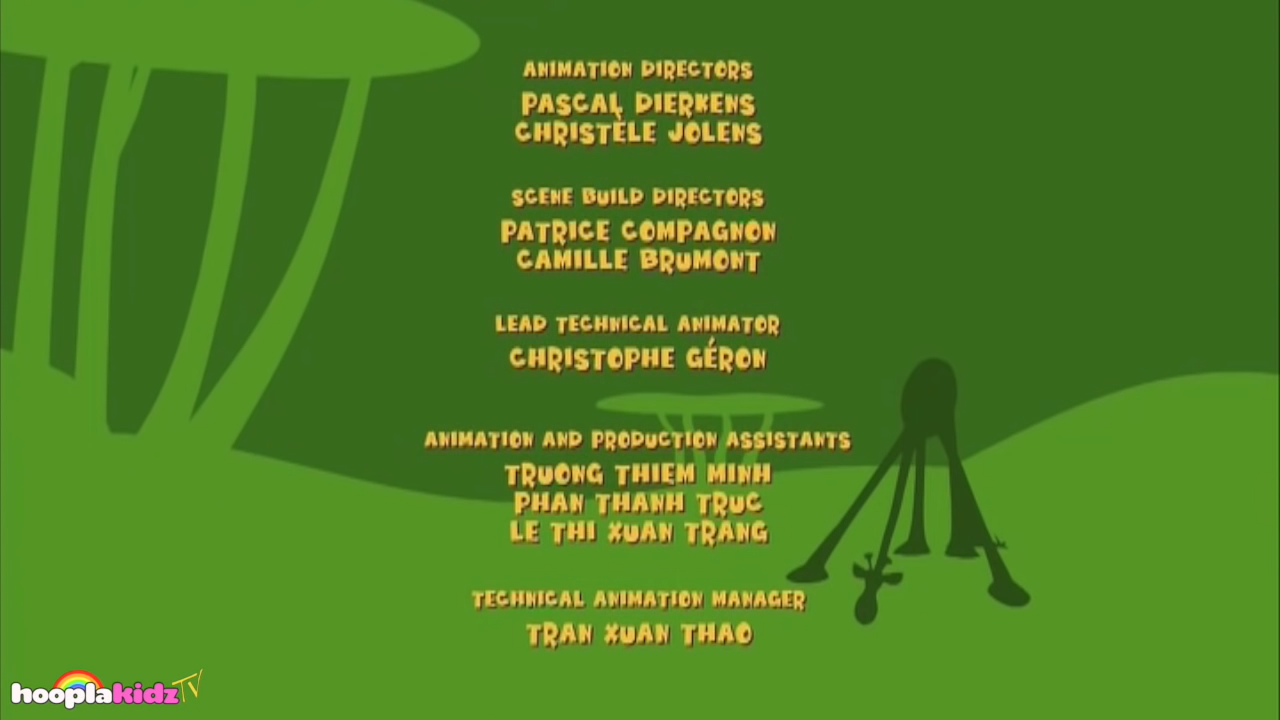 ANIMATION DIRECTORS
PASCAL DIERKENS
CHRISTÈLE JOLENS
SCENE BUILD DIRECTORS
PATRICE COMPAGNON
CAMILLE BRUMONT
LEAD TECHNICAL ANIMATOR
CHRISTOPHE GÉRON
ANIMATION AND PRODUCTION ASSISTANTS
TRUONG THIEM MINH
PHAN THANH TRUC
LE THI XUAN TRANG
TECHNICAL ANIMATION MANAGER
TRAN XUAN THAO
hooplakidz TV